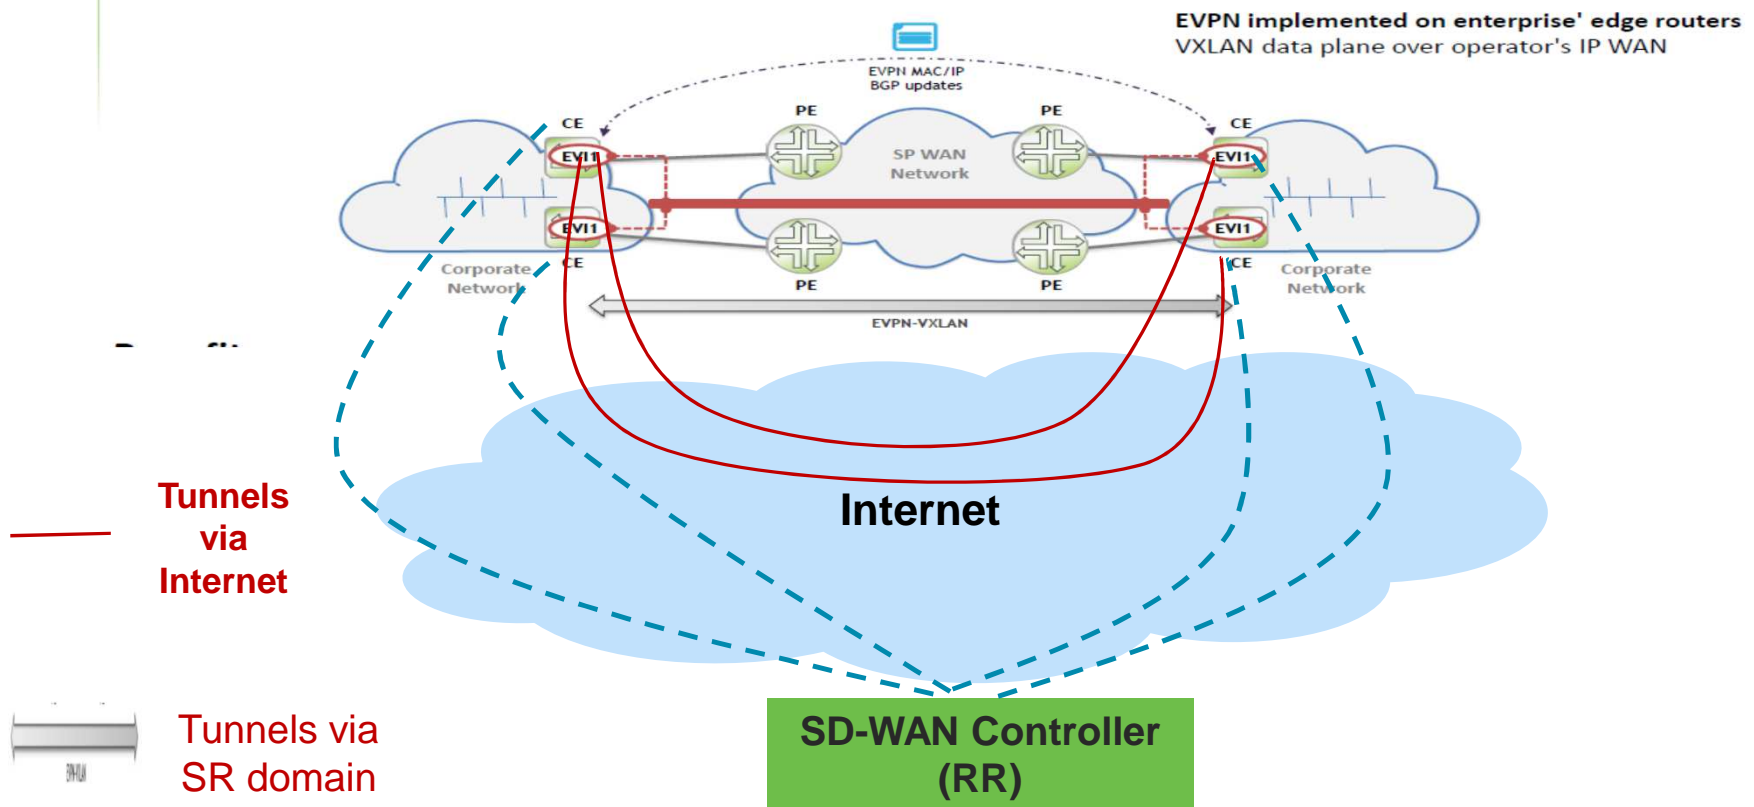 EVPN implemented on enterprise' edge routers
VXLAN data plane over operator's IP WAN
EVPN MAC/IP
BGP updates
CE
PE
PE
CE
EVI1
SP WAN
Network
EVI1
EVI1
EVI1
Corporate
Network
CE
PE
PE
CE
Corporate
Network
EVPN-VXLAN
Internet
Tunnels
via
Internet
Tunnels via
SR domain
EVPN-VXLAN
SD-WAN Controller
(RR)